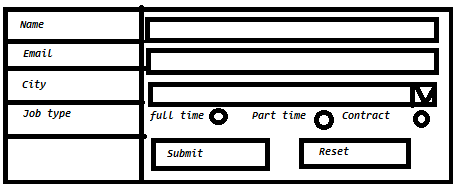 Name
Email
City
Job type
full time Part time Contract
Submit Reset